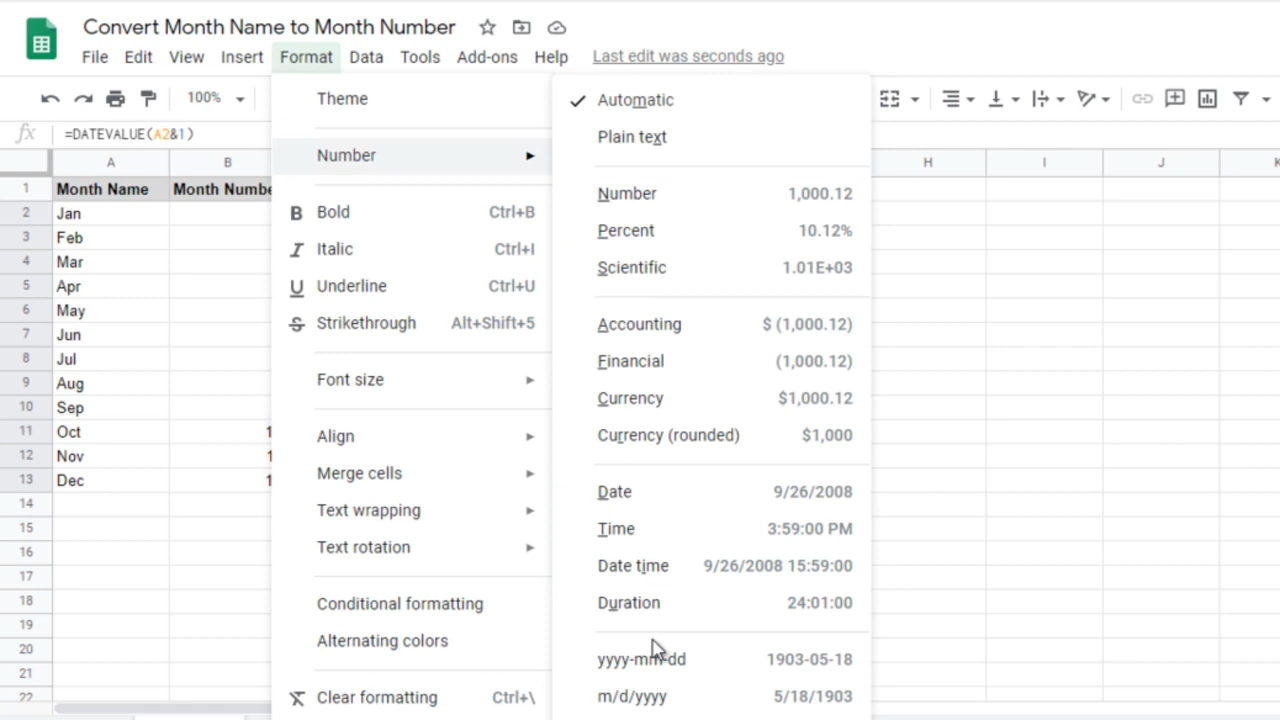 Convert Month Name to Month Number
File Edit View Insert Format Data Tools Add-ons Help Last edit was seconds ago
100%
fx =DATEVALUE(A2&1)
A B H I J K
1 Month Name Month Numbe
2 Jan
3 Feb
4 Mar
5 Apr
6 May
7 Jun
8 Jul
9 Aug
10 Sep
11 Oct 1
12 Nov 1
13 Dec 1
14
15
16
17
18
19
20
21
22
Theme
Number
B Bold Ctrl+B
I Italic Ctrl+I
U Underline Ctrl+U
S Strikethrough Alt+Shift+5
Font size
Align
Merge cells
Text wrapping
Text rotation
Conditional formatting
Alternating colors
Clear formatting Ctrl+\
Automatic
Plain text
Number 1,000.12
Percent 10.12%
Scientific 1.01E+03
Accounting $ (1,000.12)
Financial (1,000.12)
Currency $1,000.12
Currency (rounded) $1,000
Date 9/26/2008
Time 3:59:00 PM
Date time 9/26/2008 15:59:00
Duration 24:01:00
yyyy-mm-dd 1903-05-18
m/d/yyyy 5/18/1903